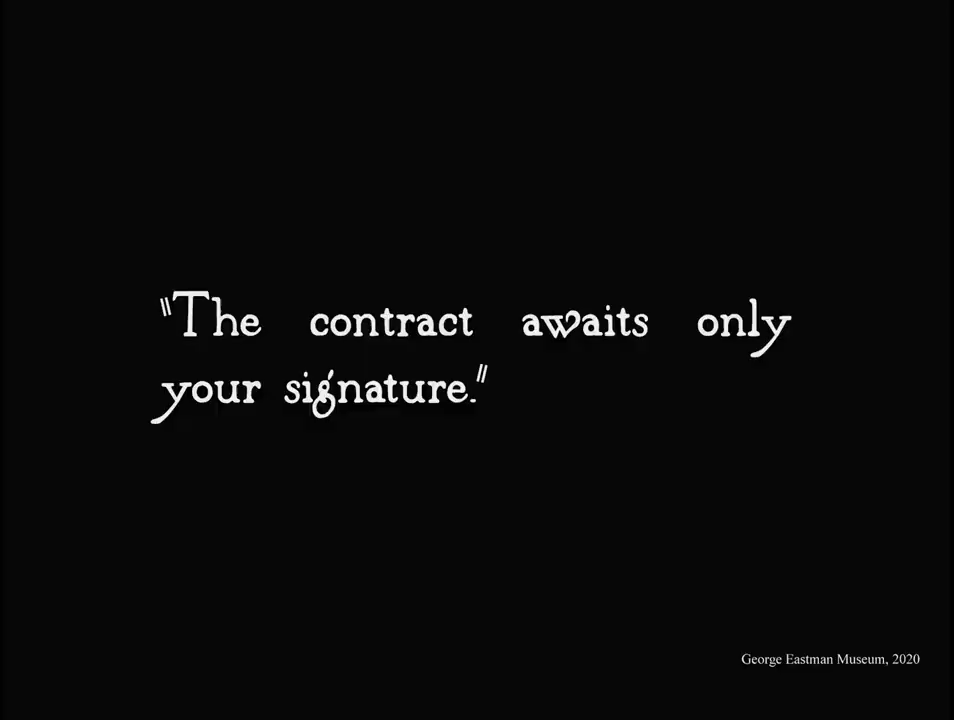 "The contract awaits only
your signature."
George Eastman Museum, 2020